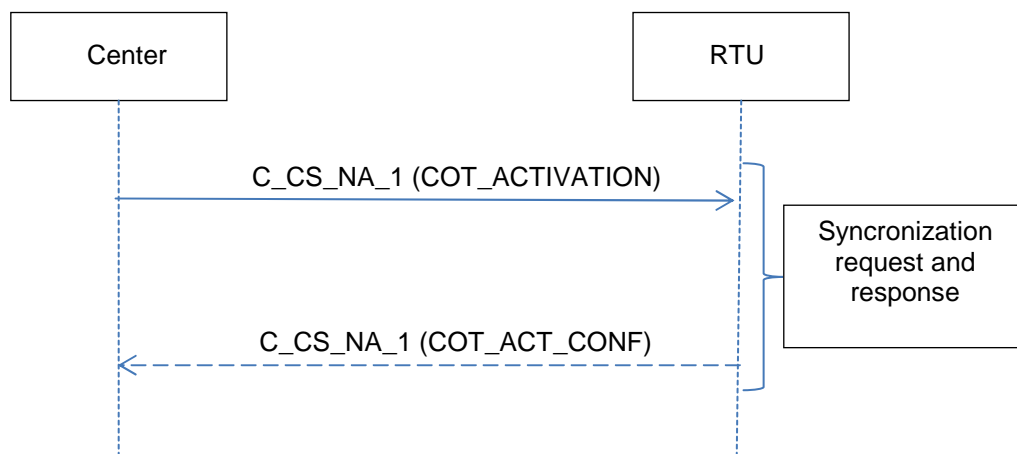 Center
RTU
C_CS_NA_1 (COT_ACTIVATION)
Syncronization
request and
response
C_CS_NA_1 (COT_ACT_CONF)